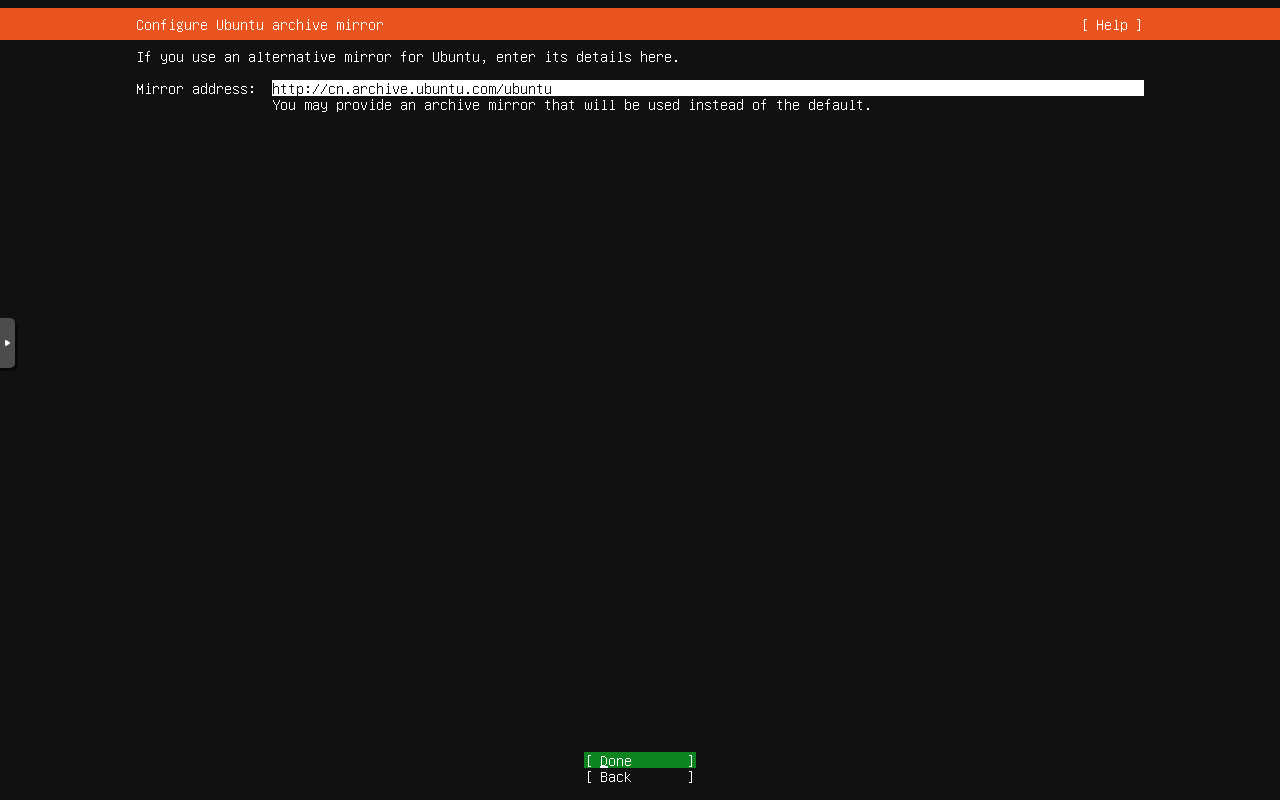 Configure Ubuntu archive mirror [ Help ]
If you use an alternative mirror for Ubuntu, enter its details here.
Mirror address: http://cn.archive.ubuntu.com/ubuntu
You may provide an archive mirror that will be used instead of the default.
[ Done ]
[ Back ]